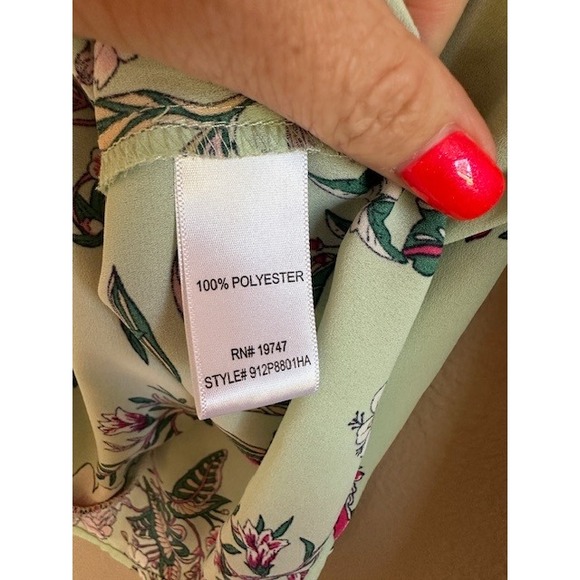 100% POLYESTER
RN# 19747
STYLE# 912P8801HA